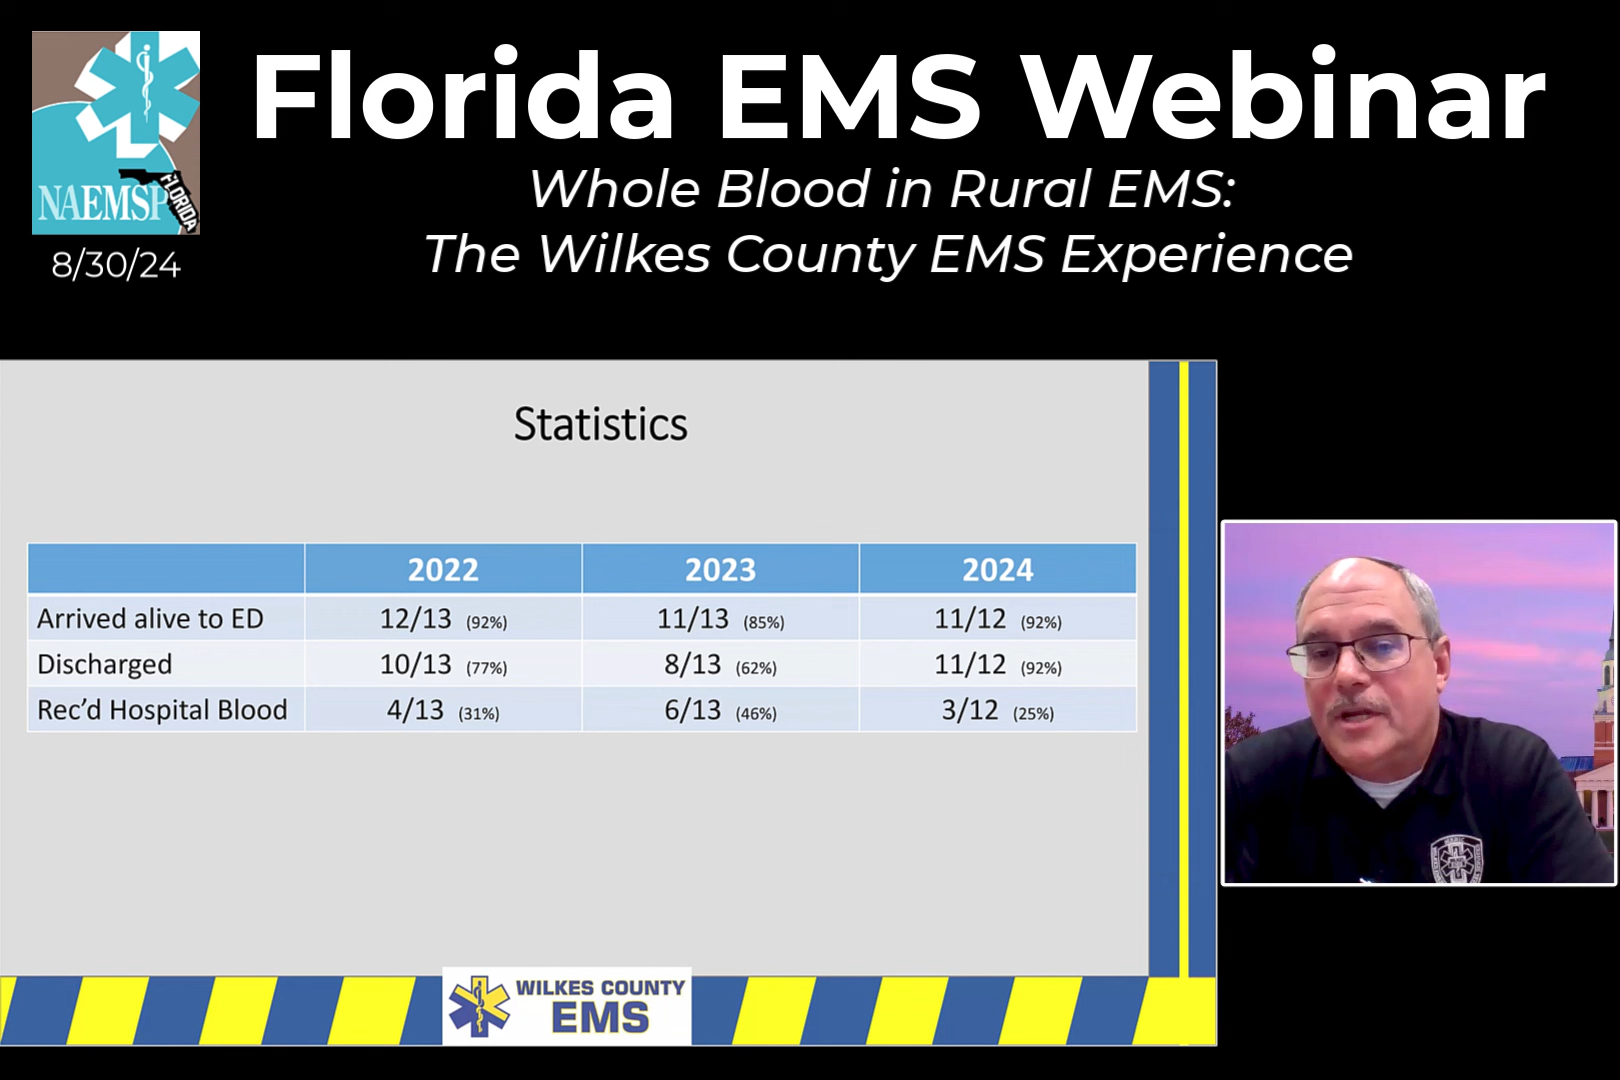 Florida EMS Webinar
Whole Blood in Rural EMS:
The Wilkes County EMS Experience
NAEMSP
FLORIDA
8/30/24
Statistics
2022 2023 2024
Arrived alive to ED 12/13 (92%) 11/13 (85%) 11/12 (92%)
Discharged 10/13 (77%) 8/13 (62%) 11/12 (92%)
Rec'd Hospital Blood 4/13 (31%) 6/13 (46%) 3/12 (25%)
WILKES COUNTY
EMS